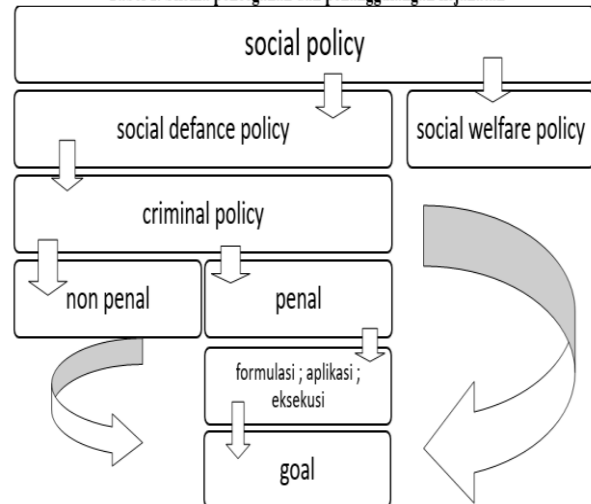 social policy
social defance policy
social welfare policy
criminal policy
non penal
penal
formulasi ; aplikasi ;
eksekusi
goal